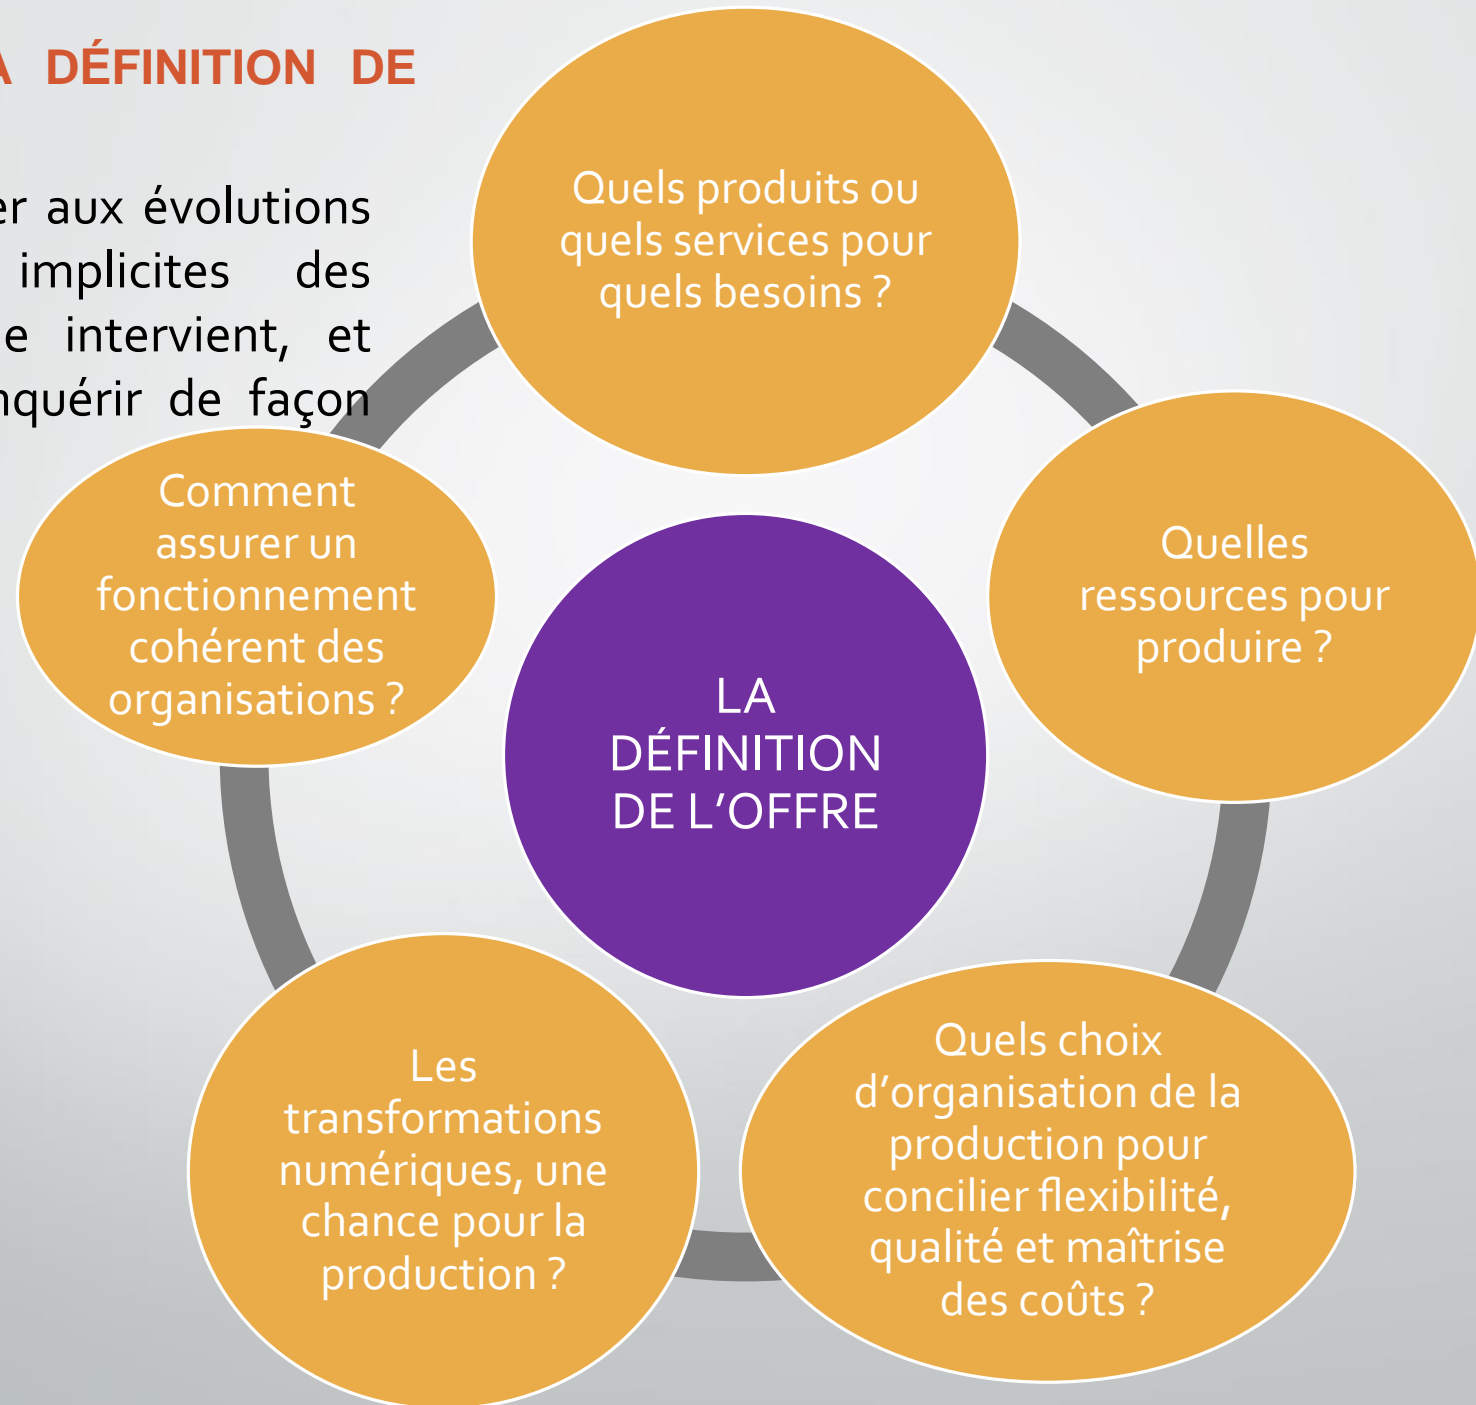 A DÉFINITION DE
er aux évolutions
implicites des
e intervient, et
nquérir de façon
Quels produits ou
quels services pour
quels besoins ?
Quelles
ressources pour
produire ?
Quels choix
d’organisation de la
production pour
concilier flexibilité,
qualité et maîtrise
des coûts ?
Les
transformations
numériques, une
chance pour la
production ?
Comment
assurer un
fonctionnement
cohérent des
organisations ?
LA
DÉFINITION
DE L’OFFRE